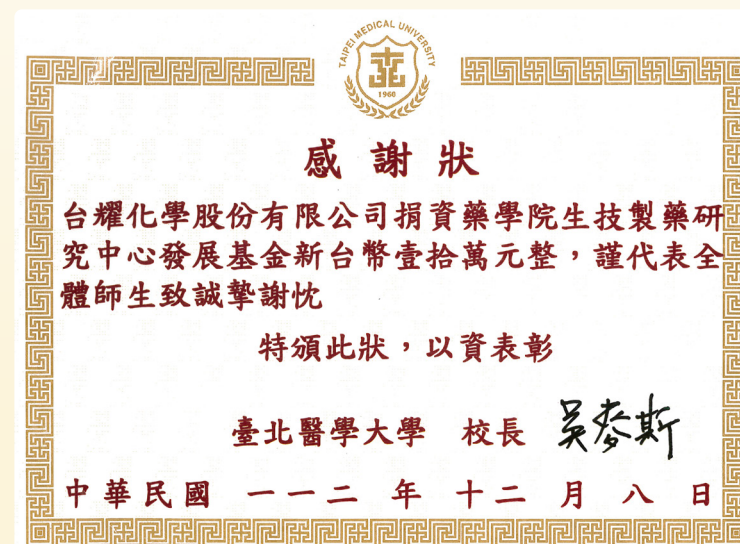 TAIPEI MEDICAL UNIVERSITY
北
1960
感謝狀
台耀化學股份有限公司捐資藥學院生技製藥研
究中心發展基金新台幣壹拾萬元整，謹代表全
體師生致誠摯謝忱
特頒此狀，以資表彰
臺北醫學大學 校長 吳麥斯
中華民國 一一二 年 十二 月 八 日